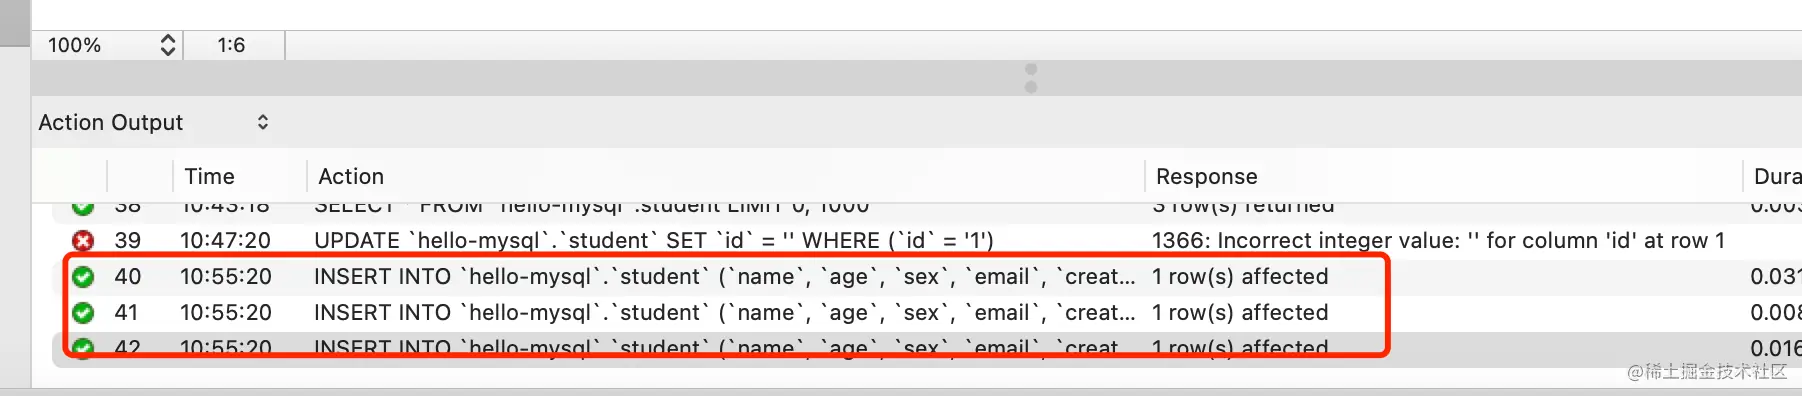 100% 1:6
Action Output
Time Action Response Dura
38 10:43:18 SELECT * FROM `hello-mysql`.student LIMIT 0, 1000 3 row(s) returned 0.003
39 10:47:20 UPDATE `hello-mysql`.`student` SET `id` = '' WHERE (`id` = '1') 1366: Incorrect integer value: '' for column 'id' at row 1
40 10:55:20 INSERT INTO `hello-mysql`.`student` (`name`, `age`, `sex`, `email`, `creat... 1 row(s) affected 0.031
41 10:55:20 INSERT INTO `hello-mysql`.`student` (`name`, `age`, `sex`, `email`, `creat... 1 row(s) affected 0.008
42 10:55:20 INSERT INTO `hello-mysql`.`student` (`name`, `age`, `sex`, `email`, `creat... 1 row(s) affected 0.016
@稀土掘金技术社区